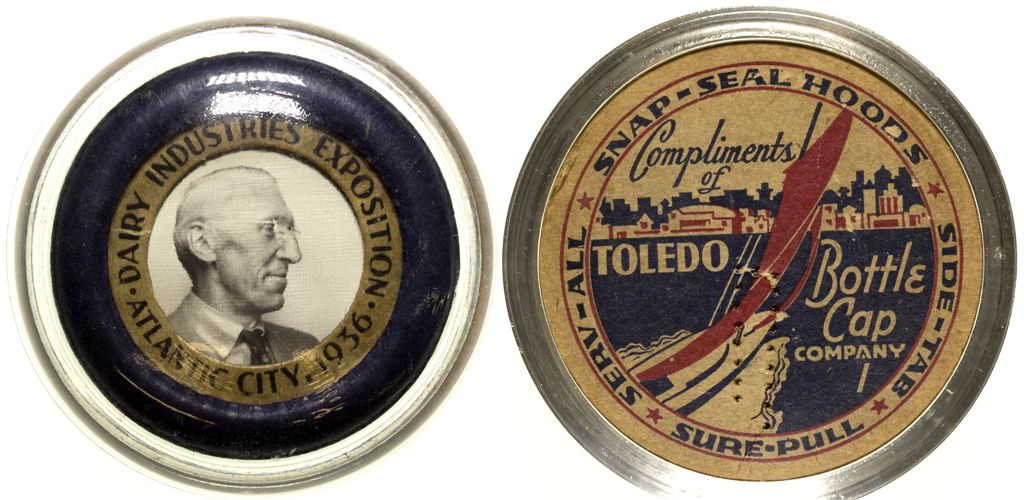 · DAIRY INDUSTRIES EXPOSITION ·
ATLANTIC CITY, 1936
SERV-ALL ★ SNAP-SEAL HOODS ★ SIDE-TAB ★ SURE-PULL ★
Compliments
of
TOLEDO
Bottle
Cap
COMPANY